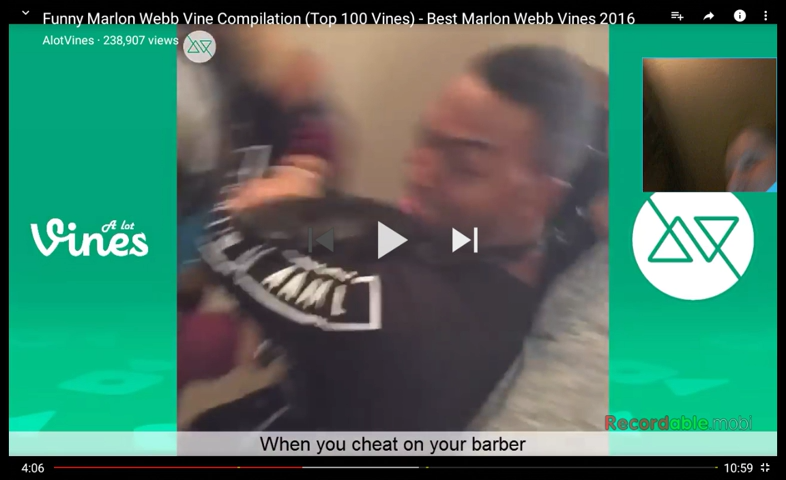 Funny Marlon Webb Vine Compilation (Top 100 Vines) - Best Marlon Webb Vines 2016
AlotVines · 238,907 views
A lot
Vines
When you cheat on your barber
Recordable.mobi
4:06
10:59